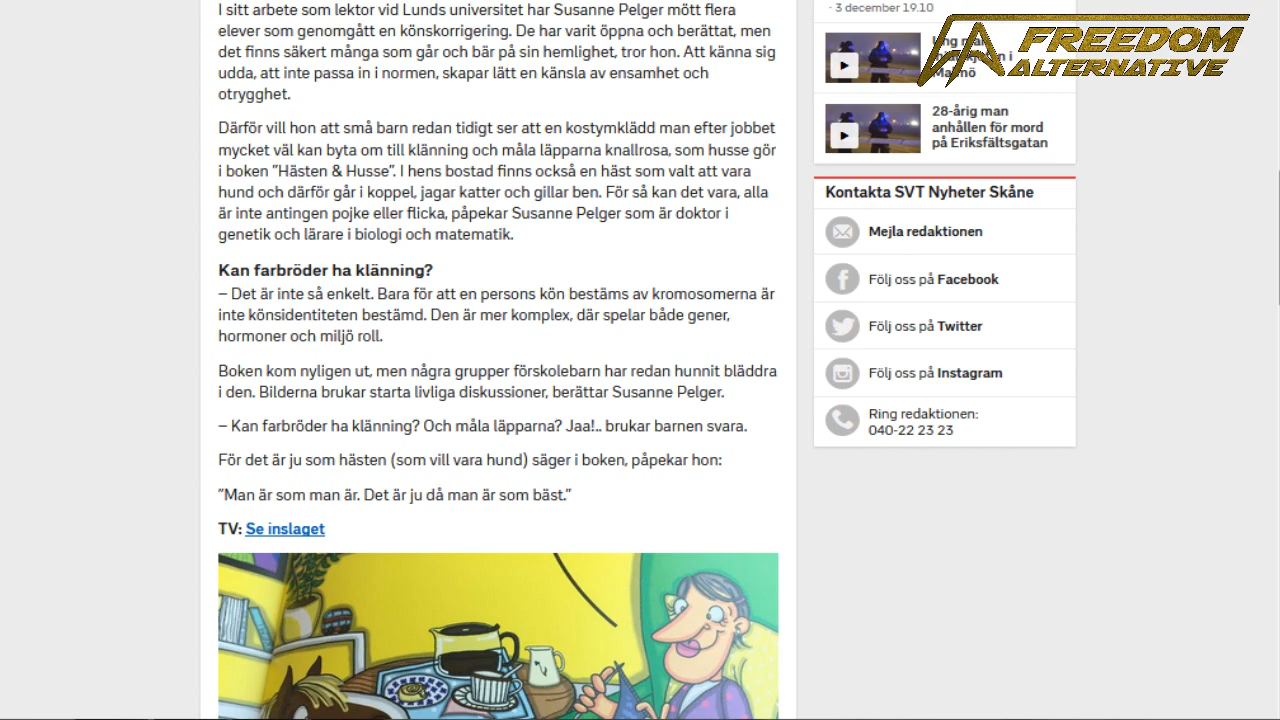 I sitt arbete som lektor vid Lunds universitet har Susanne Pelger mött flera
elever som genomgått en könskorrigering. De har varit öppna och berättat, men
det finns säkert många som går och bär på sin hemlighet, tror hon. Att känna sig
udda, att inte passa in i normen, skapar lätt en känsla av ensamhet och
otrygghet.
Därför vill hon att små barn redan tidigt ser att en kostymklädd man efter jobbet
mycket väl kan byta om till klänning och måla läpparna knallrosa, som husse gör
i boken ”Hästen & Husse”. I hens bostad finns också en häst som valt att vara
hund och därför går i koppel, jagar katter och gillar ben. För så kan det vara, alla
är inte antingen pojke eller flicka, påpekar Susanne Pelger som är doktor i
genetik och lärare i biologi och matematik.
Kan farbröder ha klänning?
– Det är inte så enkelt. Bara för att en persons kön bestäms av kromosomerna är
inte könsidentiteten bestämd. Den är mer komplex, där spelar både gener,
hormoner och miljö roll.
Boken kom nyligen ut, men några grupper förskolebarn har redan hunnit bläddra
i den. Bilderna brukar starta livliga diskussioner, berättar Susanne Pelger.
– Kan farbröder ha klänning? Och måla läpparna? Jaa!.. brukar barnen svara.
För det är ju som hästen (som vill vara hund) säger i boken, påpekar hon:
”Man är som man är. Det är ju då man är som bäst.”
TV: Se inslaget
- 3 december 19.10
i
Malmö
28-årig man
anhållen för mord
på Eriksfältsgatan
Kontakta SVT Nyheter Skåne
Mejla redaktionen
Följ oss på Facebook
Följ oss på Twitter
Följ oss på Instagram
Ring redaktionen:
040-22 23 23
FREEDOM
ALTERNATIVE